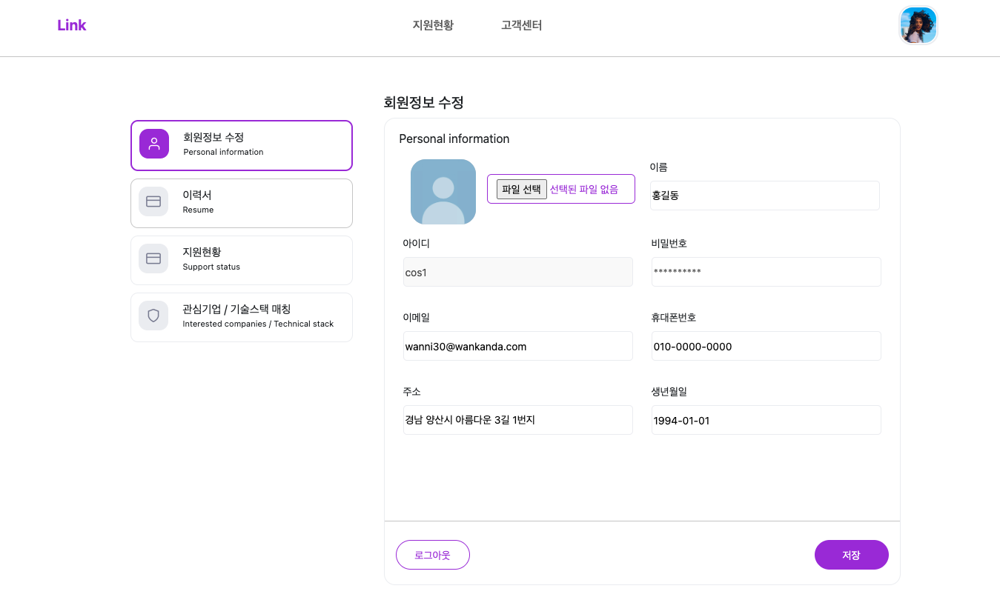 Link
지원현황
고객센터
회원정보 수정
Personal information
이력서
Resume
지원현황
Support status
관심기업 / 기술스택 매칭
Interested companies / Technical stack
회원정보 수정
Personal information
파일 선택 선택된 파일 없음
이름
홍길동
아이디
cos1
비밀번호
**********
이메일
wanni30@wankanda.com
휴대폰번호
010-0000-0000
주소
경남 양산시 아름다운 3길 1번지
생년월일
1994-01-01
로그아웃
저장